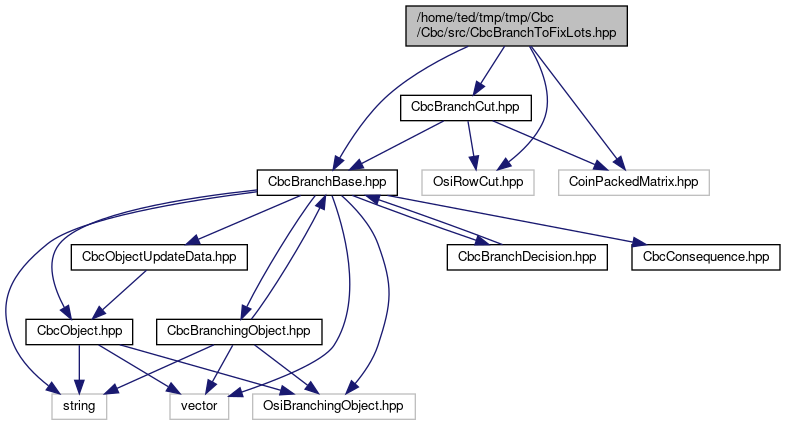 /home/ted/tmp/tmp/Cbc
/Cbc/src/CbcBranchToFixLots.hpp
CbcBranchCut.hpp
CbcBranchBase.hpp
OsiRowCut.hpp
CoinPackedMatrix.hpp
CbcObjectUpdateData.hpp
CbcBranchDecision.hpp
CbcConsequence.hpp
CbcObject.hpp
CbcBranchingObject.hpp
string
vector
OsiBranchingObject.hpp